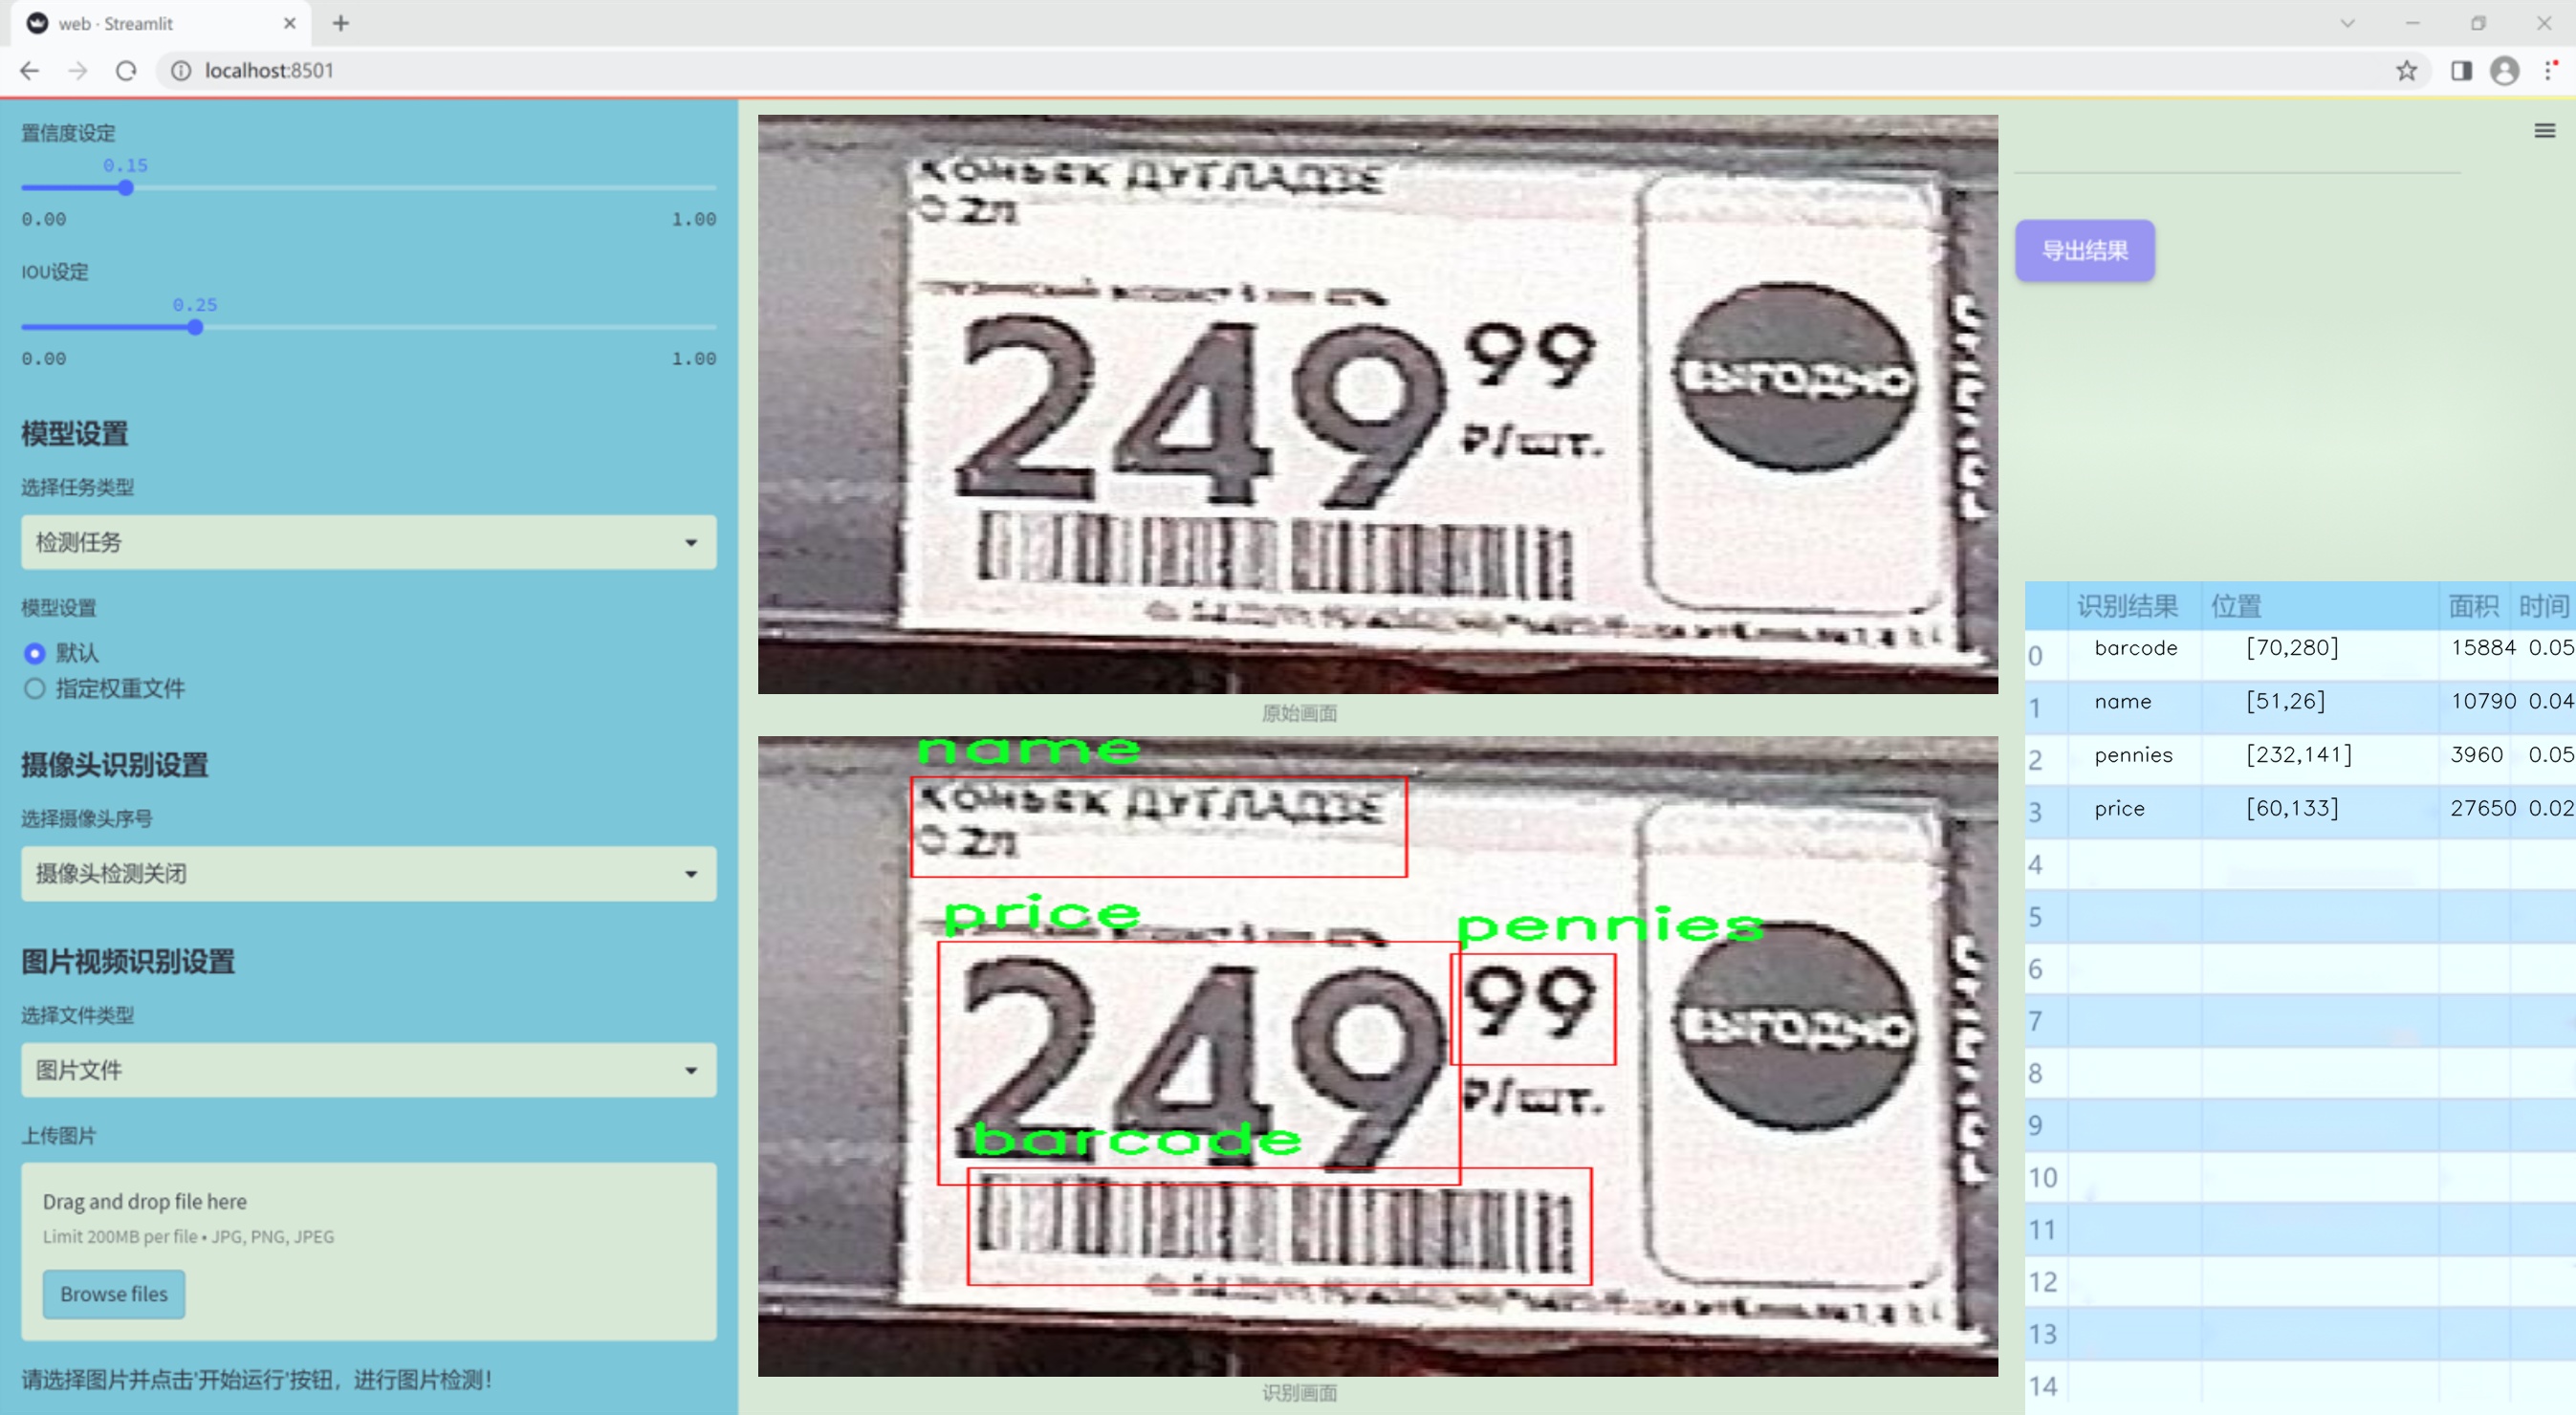 web · Streamlit
localhost:8501
置信度设定
0.15
0.00 1.00
IOU设定
0.25
0.00 1.00
模型设置
选择任务类型
检测任务
模型设置
默认
指定权重文件
摄像头识别设置
选择摄像头序号
摄像头检测关闭
图片视频识别设置
选择文件类型
图片文件
上传图片
Drag and drop file here
Limit 200MB per file • JPG, PNG, JPEG
Browse files
请选择图片并点击'开始运行'按钮，进行图片检测！
КОНЬЯК ДУГЛАДЗЕ
0.2л
249 99
₽/шт.
ВЫГОДНО
原始画面
name
КОНЬЯК ДУГЛАДЗЕ
0.2л
price
pennies
249 99
₽/шт.
ВЫГОДНО
barcode
识别画面
导出结果
识别结果 位置 面积 时间
0 barcode [70,280] 15884 0.05
1 name [51,26] 10790 0.04
2 pennies [232,141] 3960 0.05
3 price [60,133] 27650 0.02
4
5
6
7
8
9
10
11
12
13
14